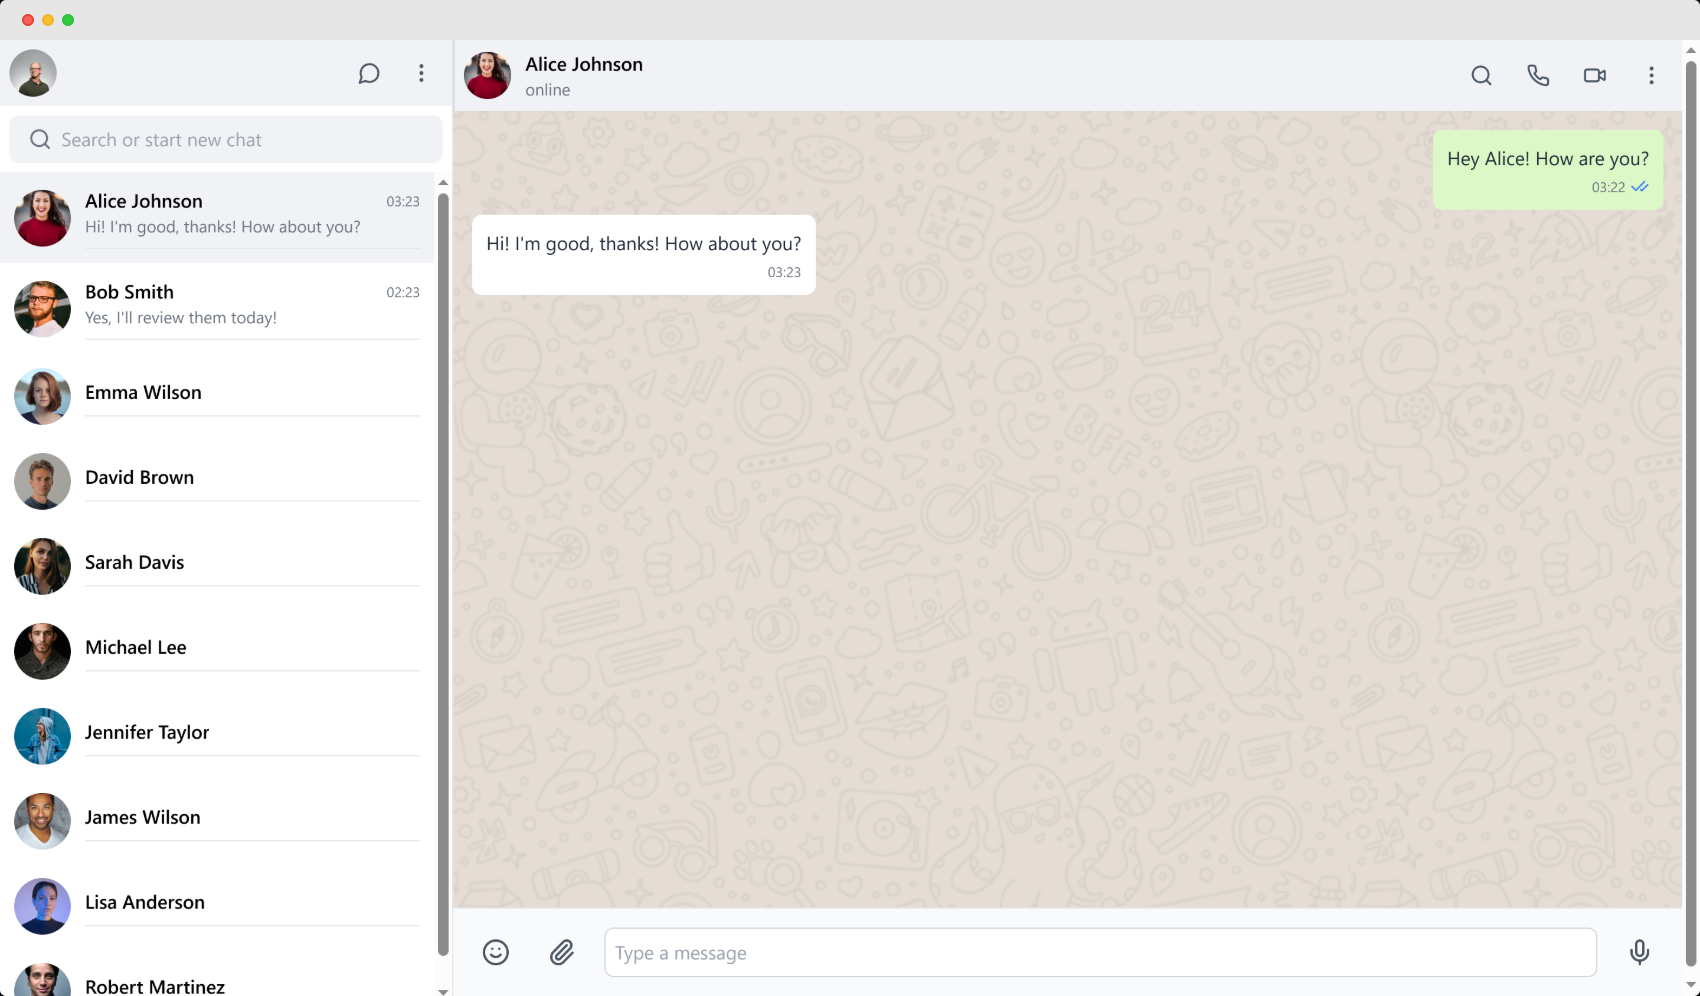 Search or start new chat
Alice Johnson
03:23
Hi! I'm good, thanks! How about you?
Bob Smith
02:23
Yes, I'll review them today!
Emma Wilson
David Brown
Sarah Davis
Michael Lee
Jennifer Taylor
James Wilson
Lisa Anderson
Robert Martinez
Alice Johnson
online
Hey Alice! How are you?
03:22
Hi! I'm good, thanks! How about you?
03:23
Type a message